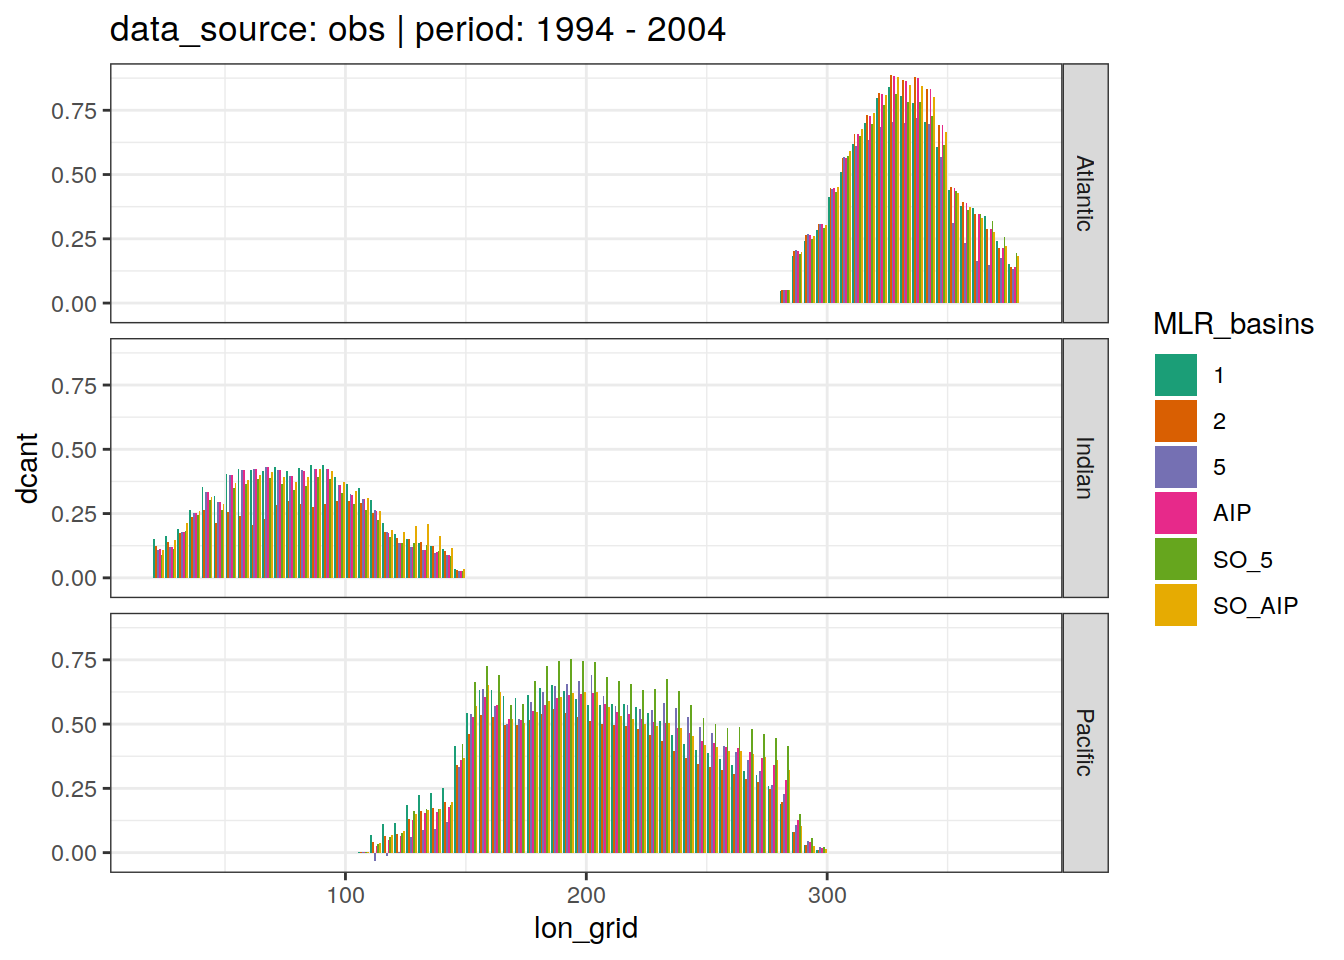 data_source: obs | period: 1994 - 2004
0.75
0.50
0.25
0.00
Atlantic
0.75
0.50
0.25
0.00
Indian
0.75
0.50
0.25
0.00
Pacific
100
200
300
lon_grid
dcant
MLR_basins
1
2
5
AIP
SO_5
SO_AIP